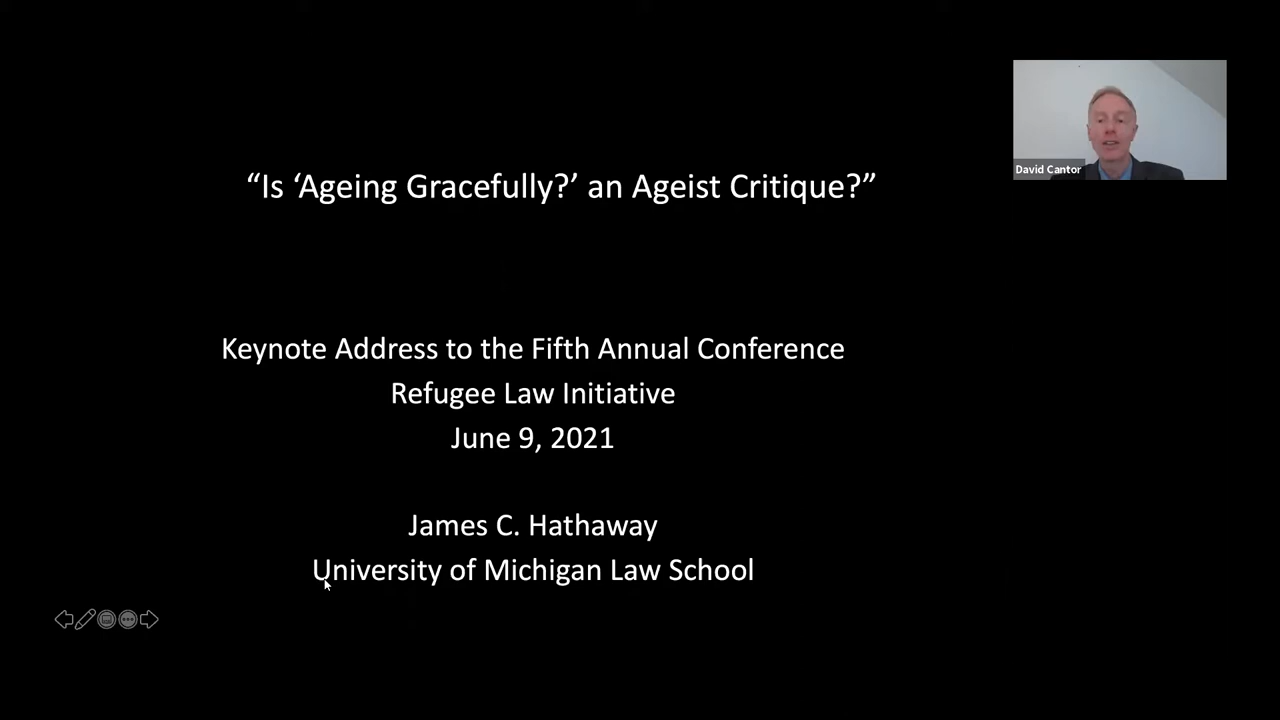 “Is ‘Ageing Gracefully?’ an Ageist Critique?”
David Cantor
Keynote Address to the Fifth Annual Conference
Refugee Law Initiative
June 9, 2021
James C. Hathaway
University of Michigan Law School